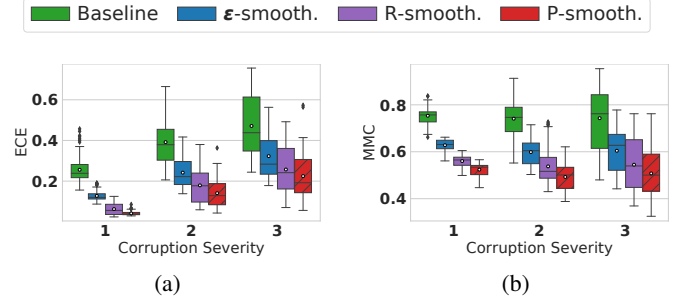 Baseline ε-smooth. R-smooth. P-smooth.
ECE
0.6
0.4
0.2
1 2 3
Corruption Severity
(a)
MMC
0.8
0.6
0.4
1 2 3
Corruption Severity
(b)